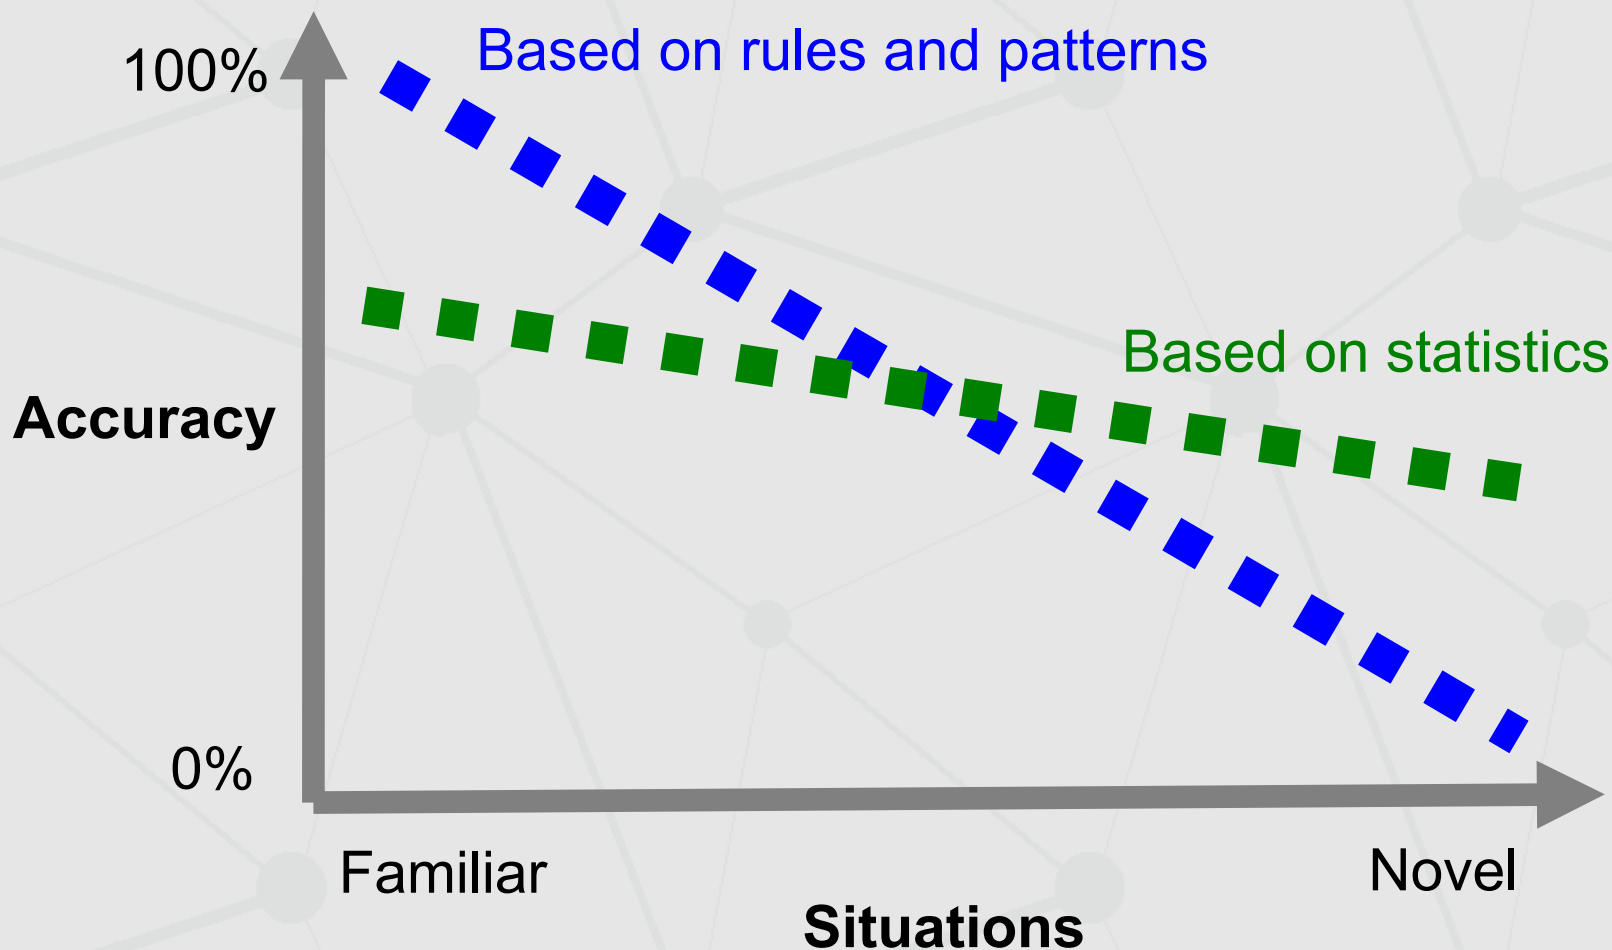 Based on rules and patterns
100%
Based on statistics
Accuracy
0%
Familiar
Novel
Situations